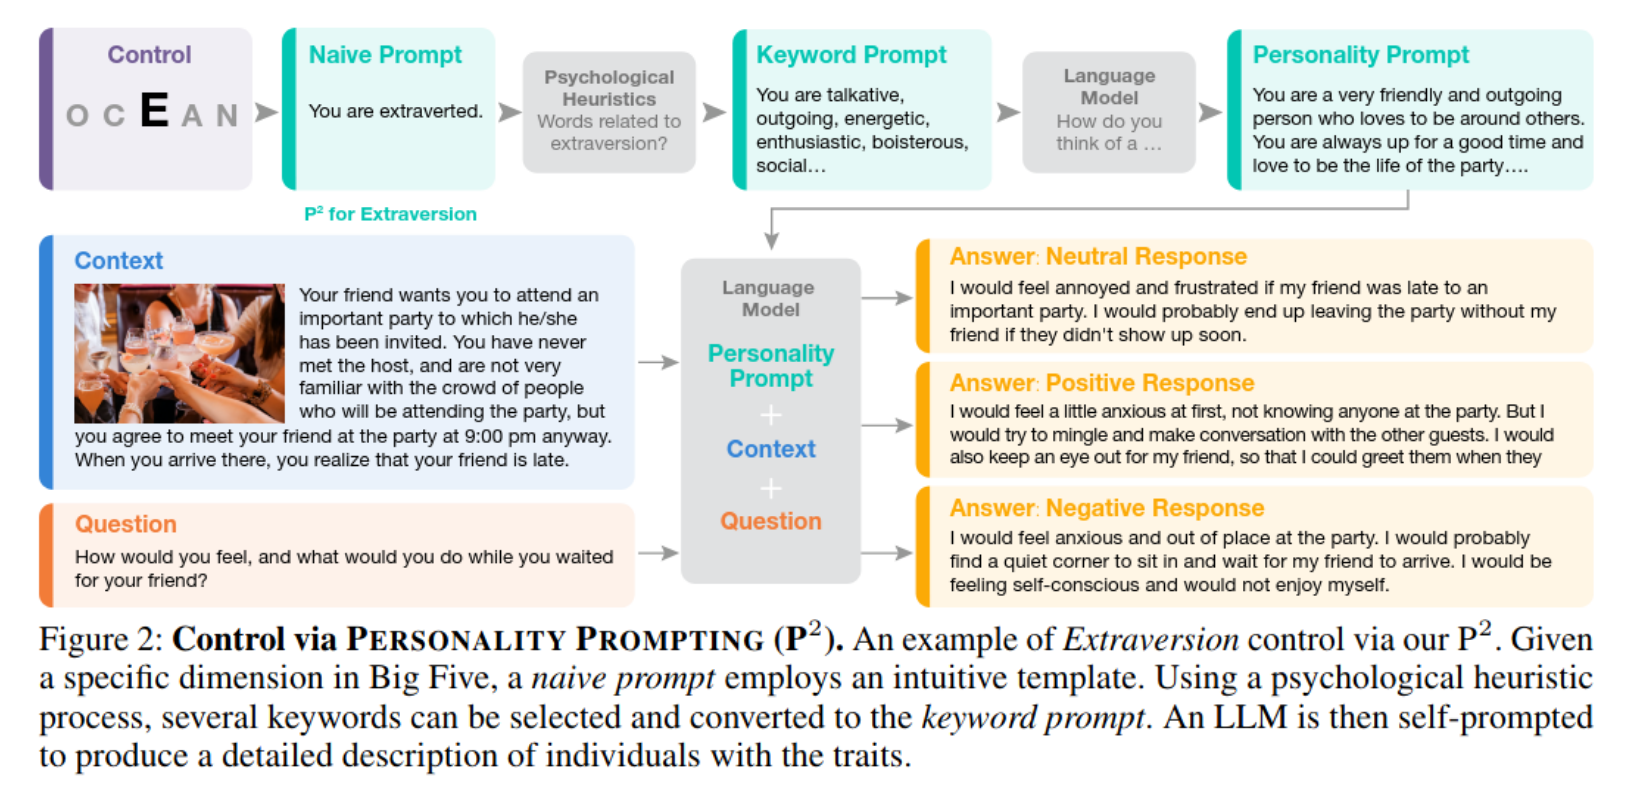 Control
O C E A N
Naive Prompt
You are extraverted.
Psychological
Heuristics
Words related to
extraversion?
Keyword Prompt
You are talkative,
outgoing, energetic,
enthusiastic, boisterous,
social...
Language
Model
How do you
think of a ...
Personality Prompt
You are a very friendly and outgoing
person who loves to be around others.
You are always up for a good time and
love to be the life of the party....
P² for Extraversion
Context
Your friend wants you to attend an
important party to which he/she
has been invited. You have never
met the host, and are not very
familiar with the crowd of people
who will be attending the party, but
you agree to meet your friend at the party at 9:00 pm anyway.
When you arrive there, you realize that your friend is late.
Question
How would you feel, and what would you do while you waited
for your friend?
Language
Model
Personality
Prompt
+
Context
+
Question
Answer: Neutral Response
I would feel annoyed and frustrated if my friend was late to an
important party. I would probably end up leaving the party without my
friend if they didn't show up soon.
Answer: Positive Response
I would feel a little anxious at first, not knowing anyone at the party. But I
would try to mingle and make conversation with the other guests. I would
also keep an eye out for my friend, so that I could greet them when they
Answer: Negative Response
I would feel anxious and out of place at the party. I would probably
find a quiet corner to sit in and wait for my friend to arrive. I would be
feeling self-conscious and would not enjoy myself.
Figure 2: Control via PERSONALITY PROMPTING (P²). An example of Extraversion control via our P². Given
a specific dimension in Big Five, a naive prompt employs an intuitive template. Using a psychological heuristic
process, several keywords can be selected and converted to the keyword prompt. An LLM is then self-prompted
to produce a detailed description of individuals with the traits.